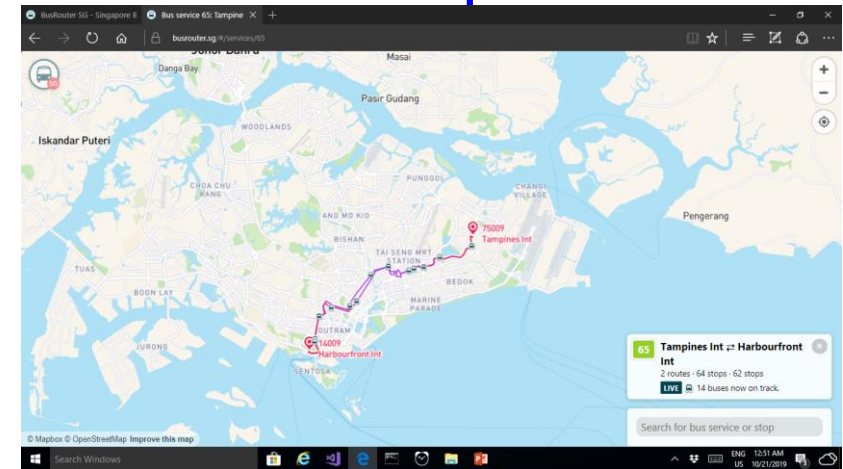 BusRouter SG - Singapore B
Bus service 65: Tampine
busrouter.sg/#/services/65
Johor Bahru
Masai
Danga Bay
SG
Pasir Gudang
WOODLANDS
Iskandar Puteri
PUNGGOL
CHOA CHU
KANG
CHANGI
VILLAGE
ANG MO KIO
Pengerang
75009
Tampines Int
BISHAN
TAI SENG MRT
STATION
TUAS
BEDOK
BOON LAY
MARINE
PARADE
OUTRAM
14009
Harbourfront Int
JURONG
SENTOSA
65 Tampines Int ⇄ Harbourfront
Int
2 routes · 64 stops · 62 stops
LIVE 14 buses now on track.
Search for bus service or stop
© Mapbox © OpenStreetMap Improve this map
Search Windows
ENG 12:51 AM
US 10/21/2019